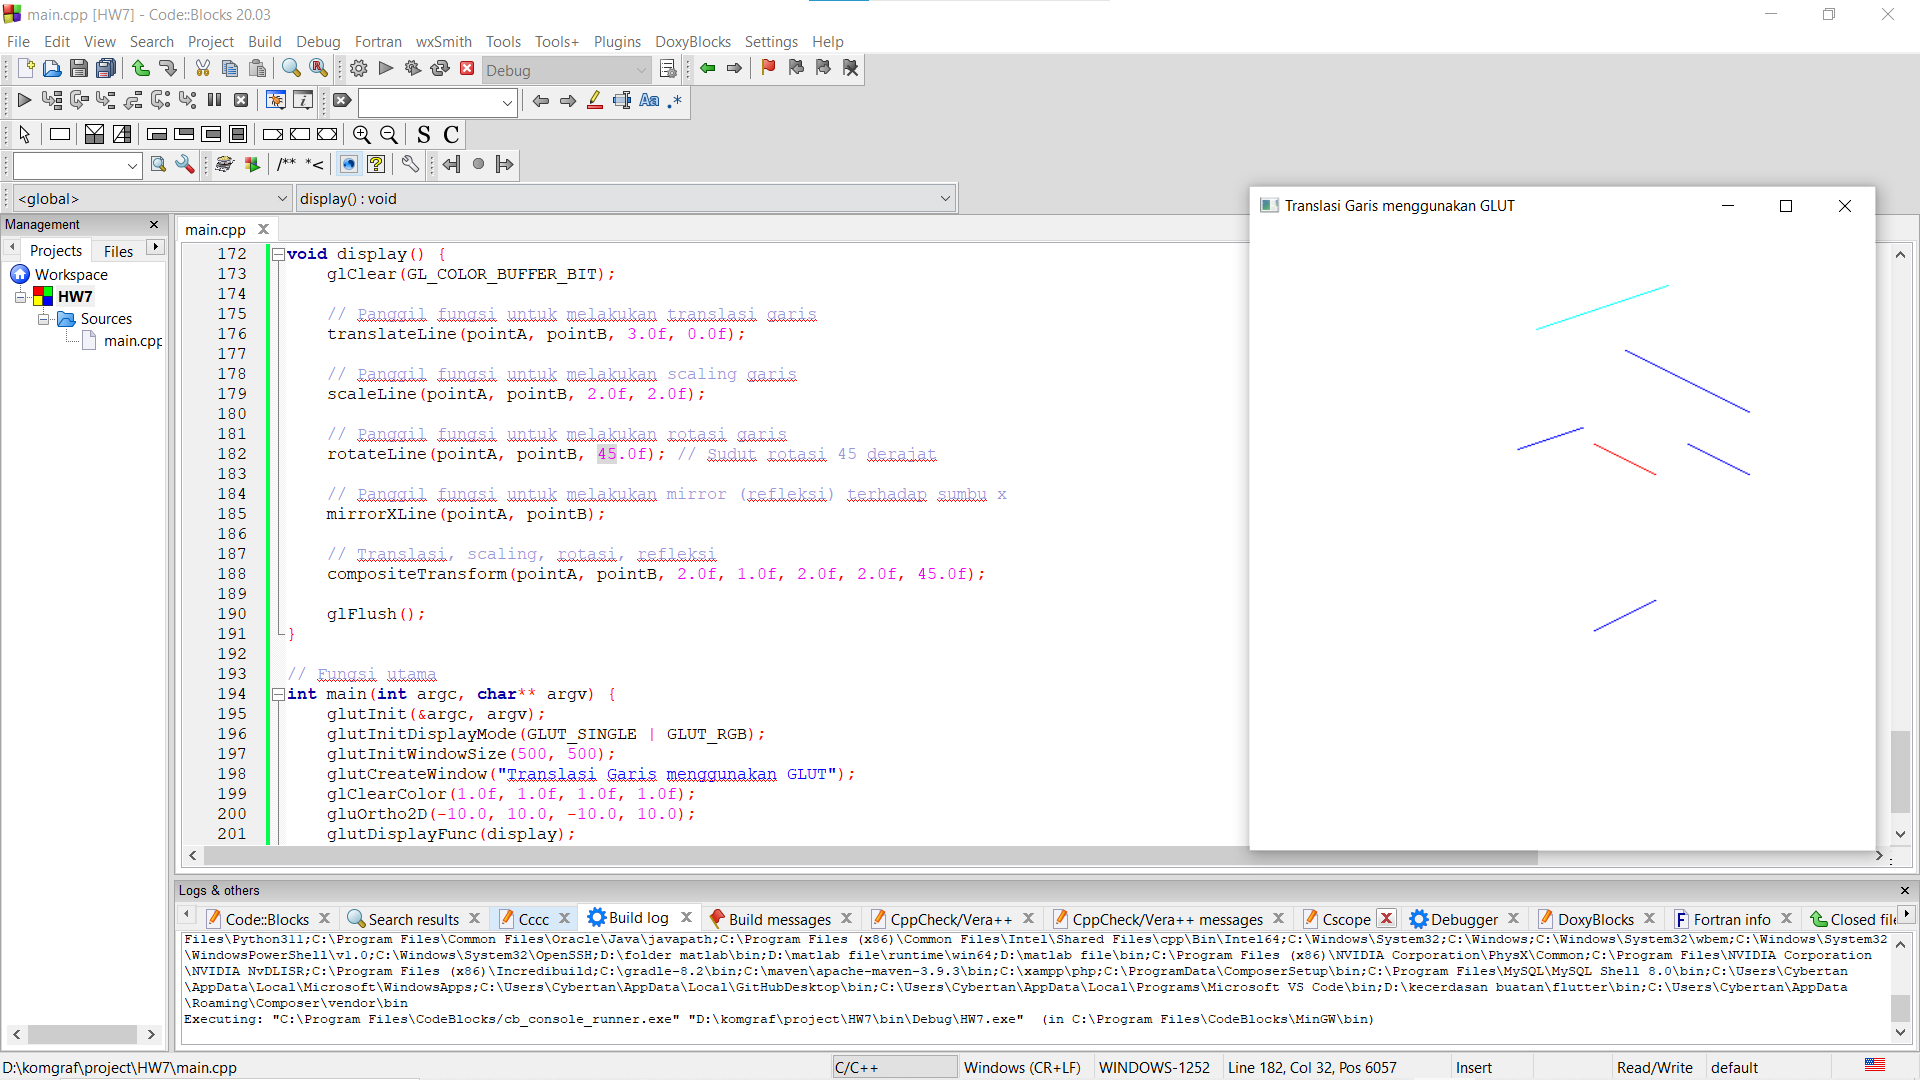 main.cpp [HW7] - Code::Blocks 20.03
File Edit View Search Project Build Debug Fortran wxSmith Tools Tools+ Plugins DoxyBlocks Settings Help
Debug
Aa .*
S C
/** *<
<global> display() : void
Management
Projects Files
Workspace
HW7
Sources
main.cpp
main.cpp
172 void display() {
173 glClear(GL_COLOR_BUFFER_BIT);
174
175 // Panggil fungsi untuk melakukan translasi garis
176 translateLine(pointA, pointB, 3.0f, 0.0f);
177
178 // Panggil fungsi untuk melakukan scaling garis
179 scaleLine(pointA, pointB, 2.0f, 2.0f);
180
181 // Panggil fungsi untuk melakukan rotasi garis
182 rotateLine(pointA, pointB, 45.0f); // Sudut rotasi 45 derajat
183
184 // Panggil fungsi untuk melakukan mirror (refleksi) terhadap sumbu x
185 mirrorXLine(pointA, pointB);
186
187 // Translasi, scaling, rotasi, refleksi
188 compositeTransform(pointA, pointB, 2.0f, 1.0f, 2.0f, 2.0f, 45.0f);
189
190 glFlush();
191 }
192
193 // Fungsi utama
194 int main(int argc, char** argv) {
195 glutInit(&argc, argv);
196 glutInitDisplayMode(GLUT_SINGLE | GLUT_RGB);
197 glutInitWindowSize(500, 500);
198 glutCreateWindow("Translasi Garis menggunakan GLUT");
199 glClearColor(1.0f, 1.0f, 1.0f, 1.0f);
200 gluOrtho2D(-10.0, 10.0, -10.0, 10.0);
201 glutDisplayFunc(display);
Translasi Garis menggunakan GLUT
Logs & others
Code::Blocks Search results Cccc Build log Build messages CppCheck/Vera++ CppCheck/Vera++ messages Cscope Debugger DoxyBlocks Fortran info Closed file
Files\Python311;C:\Program Files\Common Files\Oracle\Java\javapath;C:\Program Files (x86)\Common Files\Intel\Shared Files\cpp\Bin\Intel64;C:\Windows\System32;C:\Windows;C:\Windows\System32\wbem;C:\Windows\System32
\WindowsPowerShell\v1.0;C:\Windows\System32\OpenSSH;D:\folder matlab\bin;D:\matlab file\runtime\win64;D:\matlab file\bin;C:\Program Files (x86)\NVIDIA Corporation\PhysX\Common;C:\Program Files\NVIDIA Corporation
\NVIDIA NvDLISR;C:\Program Files (x86)\Incredibuild;C:\gradle-8.2\bin;C:\maven\apache-maven-3.9.3\bin;C:\xampp\php;C:\ProgramData\ComposerSetup\bin;C:\Program Files\MySQL\MySQL Shell 8.0\bin;C:\Users\Cybertan
\AppData\Local\Microsoft\WindowsApps;C:\Users\Cybertan\AppData\Local\GitHubDesktop\bin;C:\Users\Cybertan\AppData\Local\Programs\Microsoft VS Code\bin;D:\kecerdasan buatan\flutter\bin;C:\Users\Cybertan\AppData
\Roaming\Composer\vendor\bin
Executing: "C:\Program Files\CodeBlocks/cb_console_runner.exe" "D:\komgraf\project\HW7\bin\Debug\HW7.exe" (in C:\Program Files\CodeBlocks\MinGW\bin)
D:\komgraf\project\HW7\main.cpp C/C++ Windows (CR+LF) WINDOWS-1252 Line 182, Col 32, Pos 6057 Insert Read/Write default